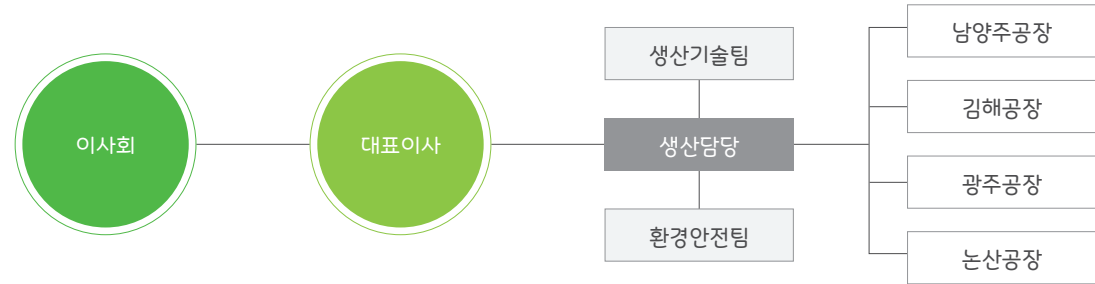 이사회
대표이사
생산기술팀
생산담당
환경안전팀
남양주공장
김해공장
광주공장
논산공장